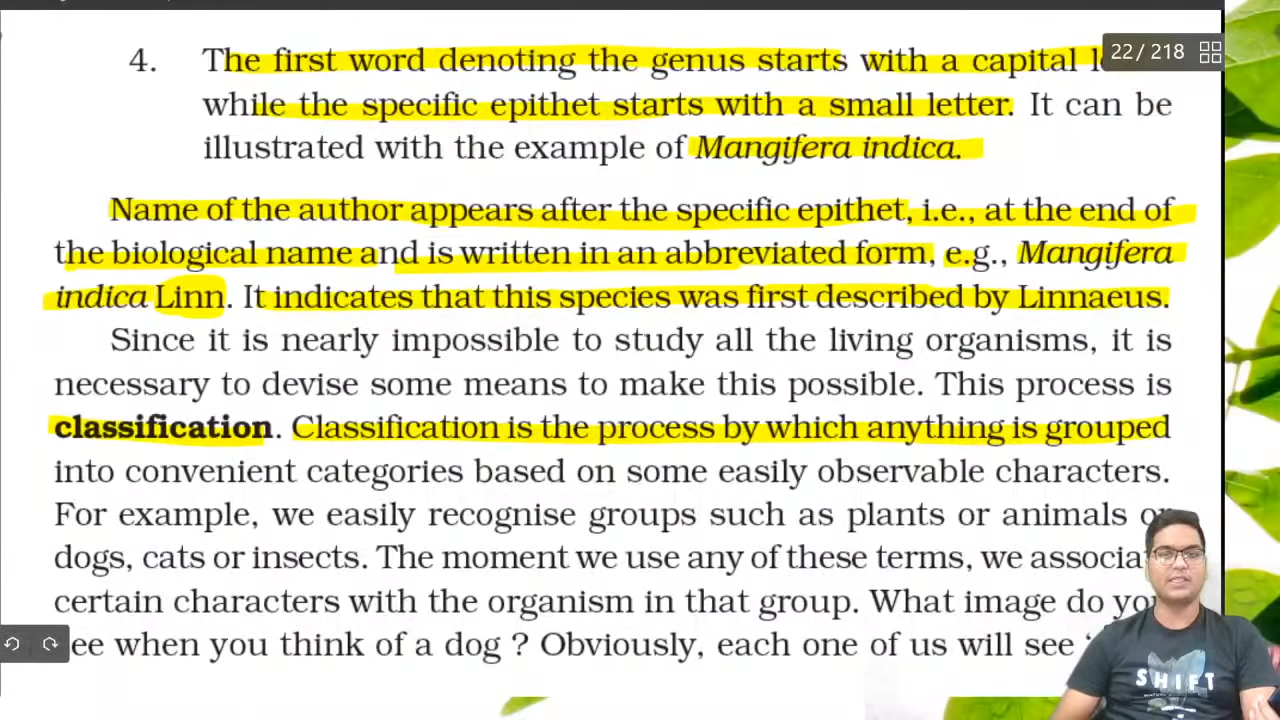 22 / 218
4. The first word denoting the genus starts with a capital
while the specific epithet starts with a small letter. It can be
illustrated with the example of Mangifera indica.
Name of the author appears after the specific epithet, i.e., at the end of
the biological name and is written in an abbreviated form, e.g., Mangifera
indica Linn. It indicates that this species was first described by Linnaeus.
Since it is nearly impossible to study all the living organisms, it is
necessary to devise some means to make this possible. This process is
classification. Classification is the process by which anything is grouped
into convenient categories based on some easily observable characters.
For example, we easily recognise groups such as plants or animals or
dogs, cats or insects. The moment we use any of these terms, we
certain characters with the organism in that group. What image do you
when you think of a dog ? Obviously, each one of us will see
SHIFT